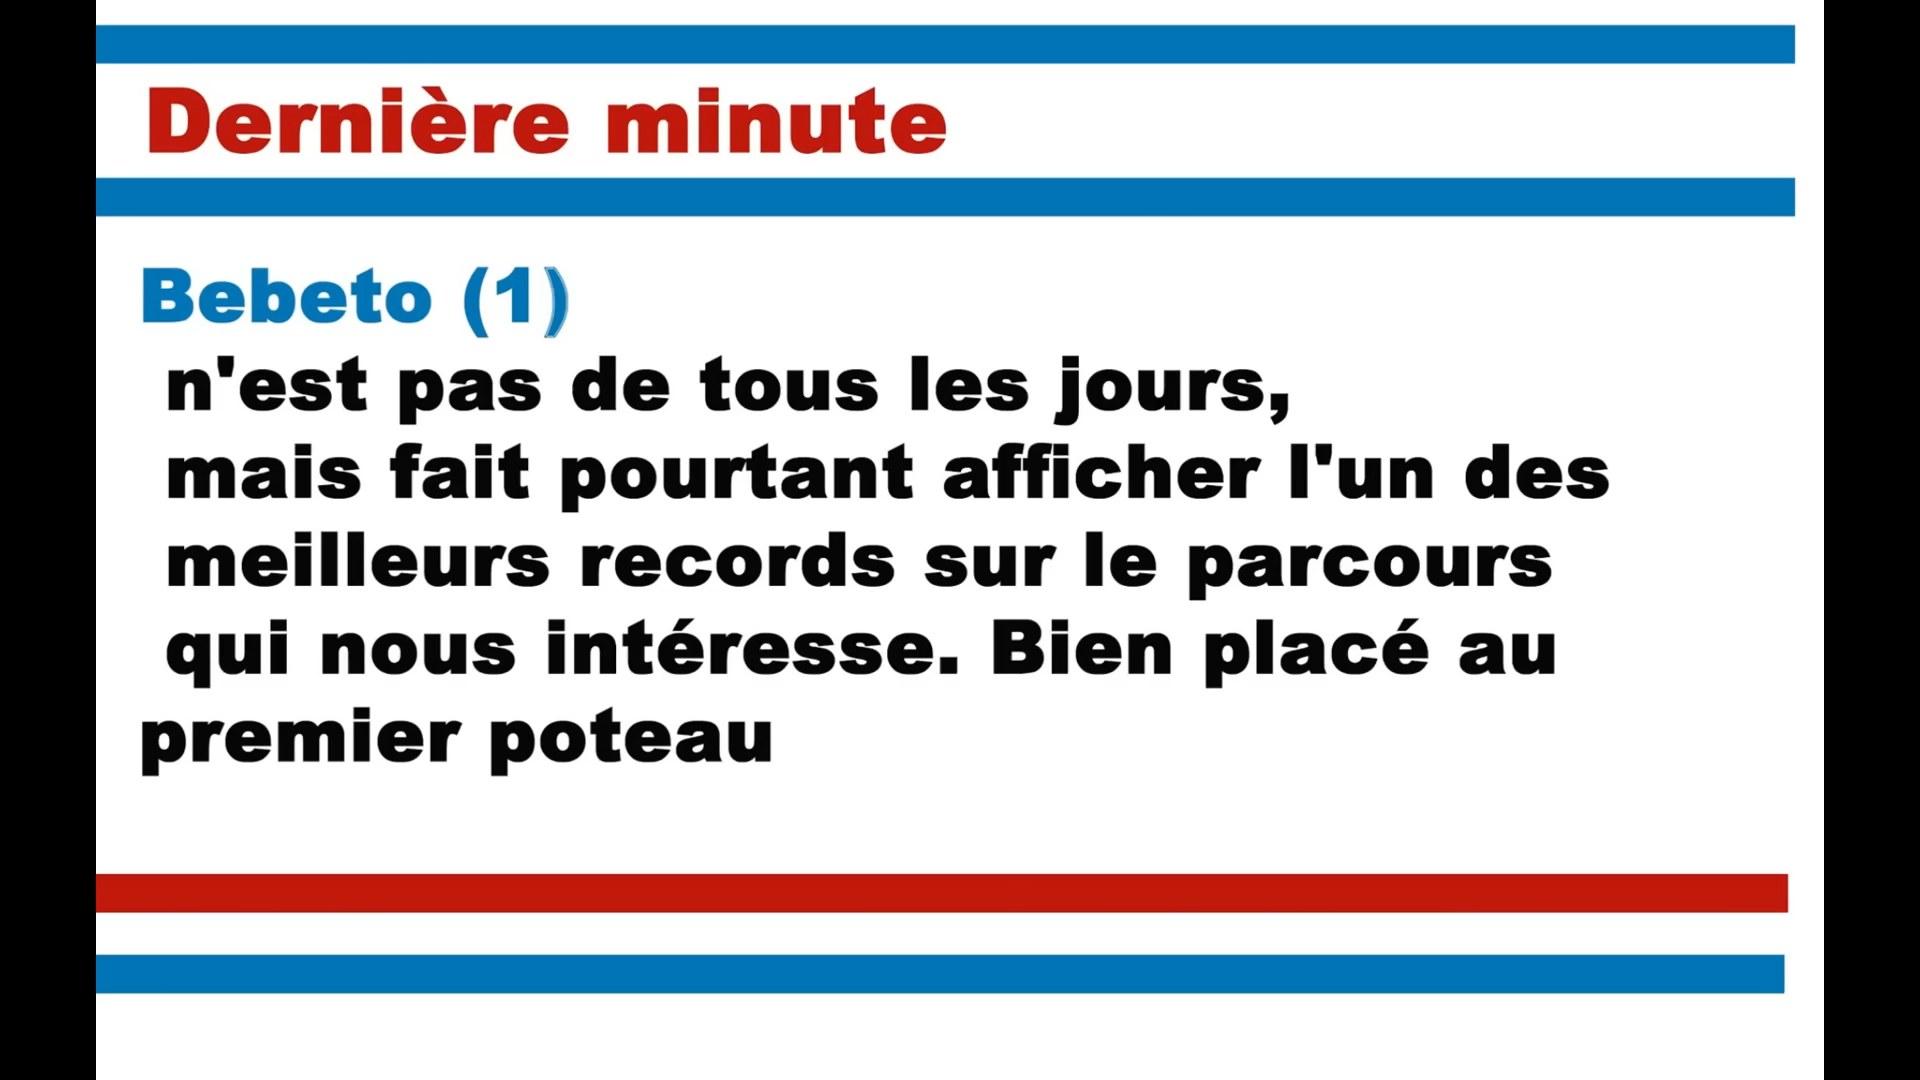 Dernière minute
Bebeto (1)
n'est pas de tous les jours,
mais fait pourtant afficher l'un des
meilleurs records sur le parcours
qui nous intéresse. Bien placé au
premier poteau